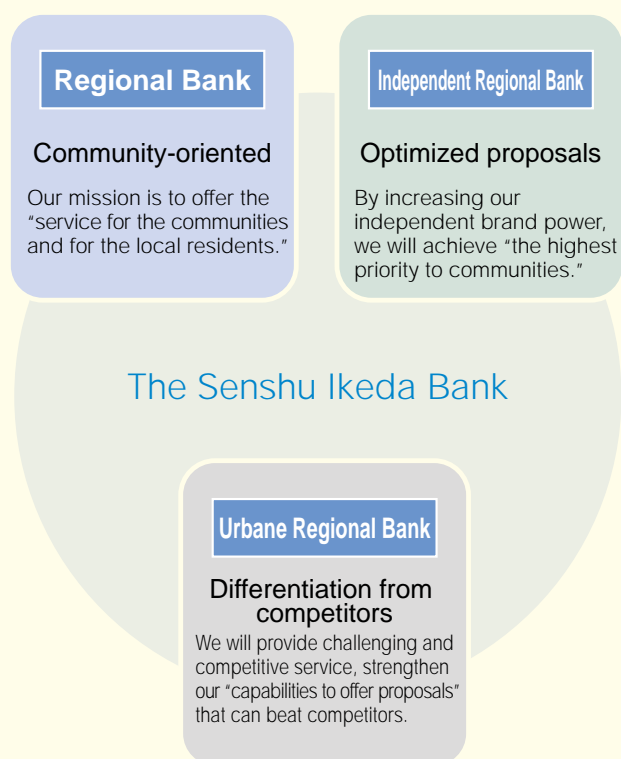 Regional Bank
Community-oriented
Our mission is to offer the
“service for the communities
and for the local residents.”
Independent Regional Bank
Optimized proposals
By increasing our
independent brand power,
we will achieve “the highest
priority to communities.”
The Senshu Ikeda Bank
Urbane Regional Bank
Differentiation from
competitors
We will provide challenging and
competitive service, strengthen
our “capabilities to offer proposals”
that can beat competitors.